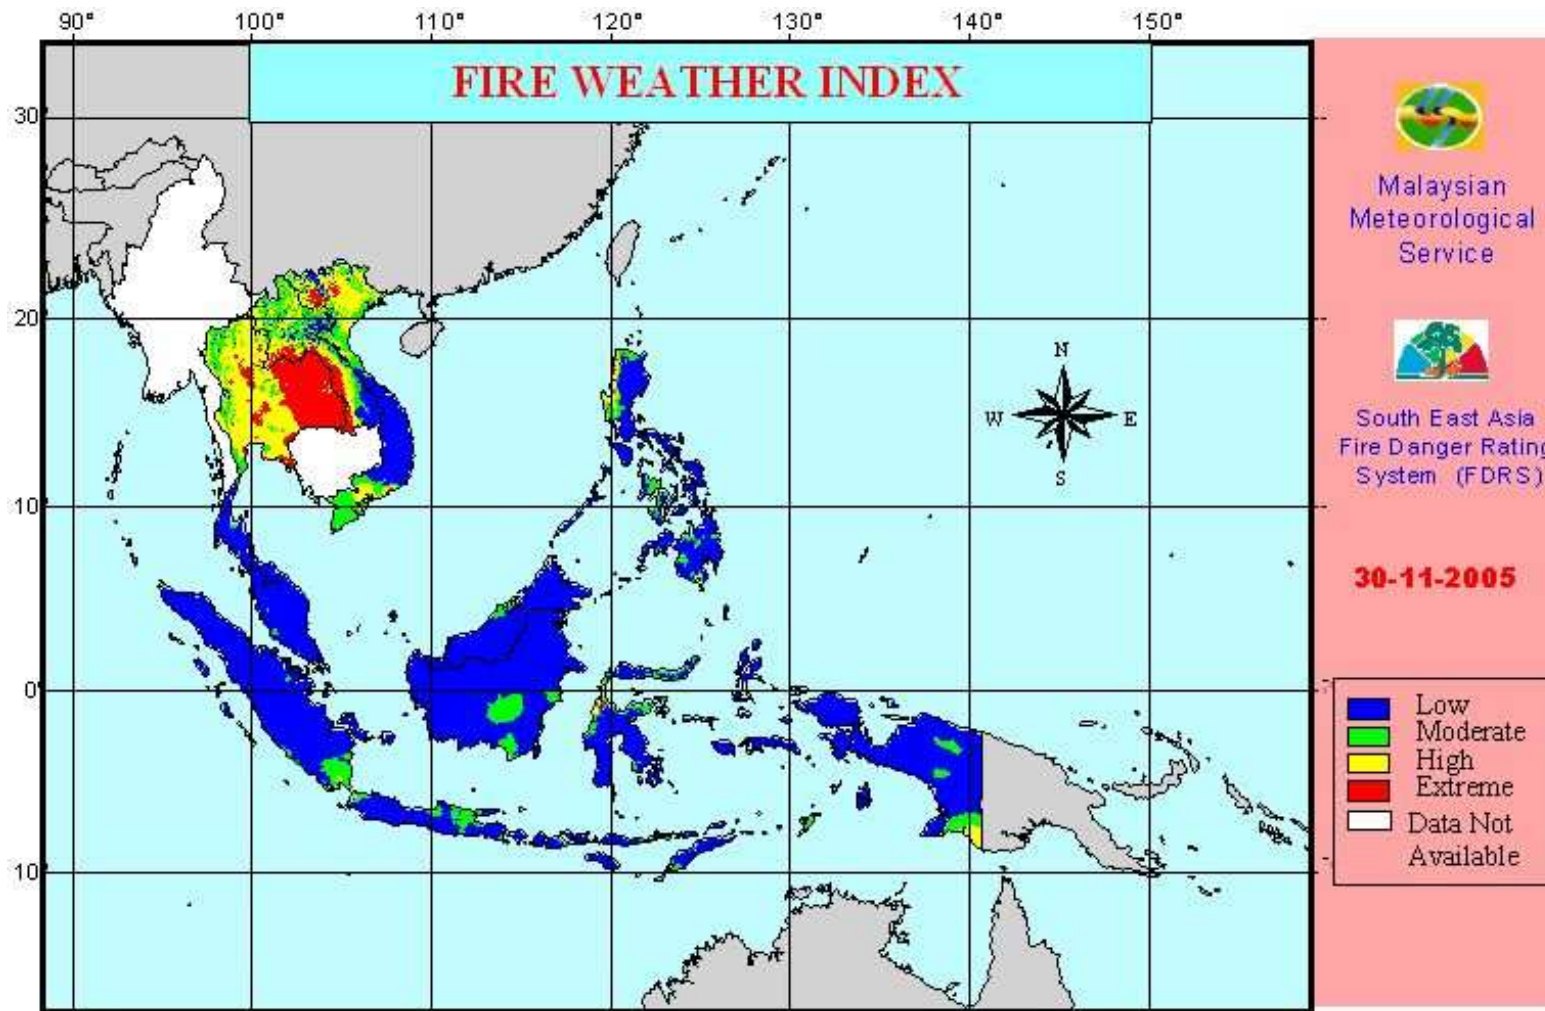 90° 100° 110° 120° 130° 140° 150°
FIRE WEATHER INDEX
30
20
10
0
10
N
W E
S
Malaysian
Meteorological
Service
South East Asia
Fire Danger Rating
System (FDRS)
30-11-2005
Low
Moderate
High
Extreme
Data Not
Available